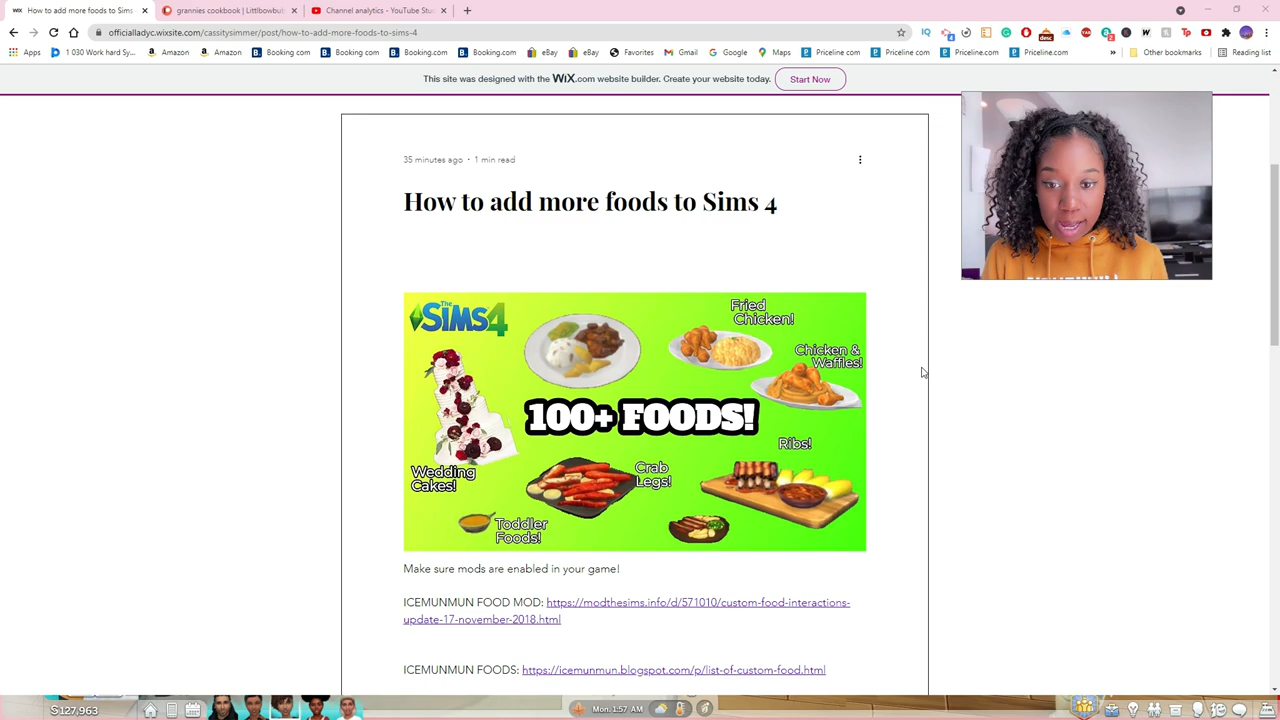 How to add more foods to Sims 4
grannies cookbook | Littlbowbu
Channel analytics - YouTube Stu
officialladyc.wixsite.com/cassitysimmer/post/how-to-add-more-foods-to-sims-4
Apps 1 030 Work hard Sy... Amazon Amazon Booking.com Booking.com Booking.com Booking.com eBay eBay Favorites Gmail Google Maps Priceline.com Priceline.com Priceline.com Priceline.com » Other bookmarks Reading list
This site was designed with the WiX.com website builder. Create your website today. Start Now
35 minutes ago · 1 min read
How to add more foods to Sims 4
The SIMS 4
Fried Chicken!
Chicken & Waffles!
100+ FOODS!
Ribs!
Wedding Cakes!
Crab Legs!
Toddler Foods!
Make sure mods are enabled in your game!
ICEMUNMUN FOOD MOD: https://modthesims.info/d/571010/custom-food-interactions-
update-17-november-2018.html
ICEMUNMUN FOODS: https://icemunmun.blogspot.com/p/list-of-custom-food.html
$127,963
Mon. 1:57 AM